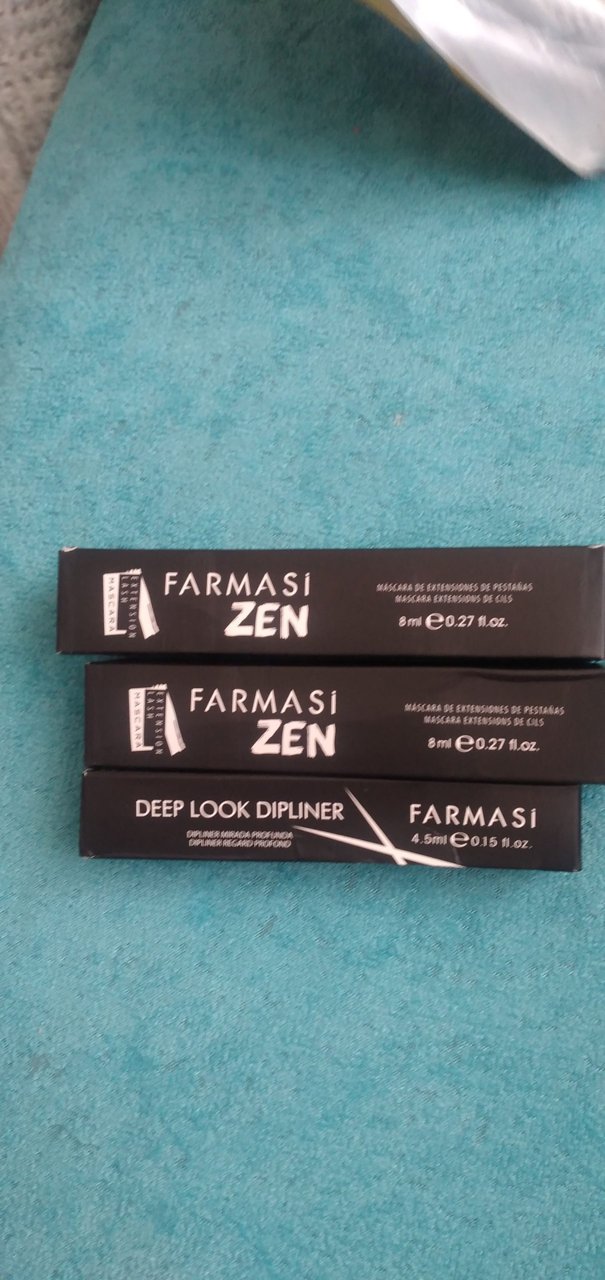 EXTENSION
LASH
MASCARA
FARMASi
ZEN
MÁSCARA DE EXTENSIONES DE PESTAÑAS
MASCARA EXTENSIONS DE CILS
8 ml e 0.27 fl.oz.
EXTENSION
LASH
MASCARA
FARMASi
ZEN
MÁSCARA DE EXTENSIONES DE PESTAÑAS
MASCARA EXTENSIONS DE CILS
8 ml e 0.27 fl.oz.
DEEP LOOK DIPLINER
DIPLINER MIRADA PROFUNDA
DIPLINER REGARD PROFOND
FARMASi
4.5ml e 0.15 fl.oz.